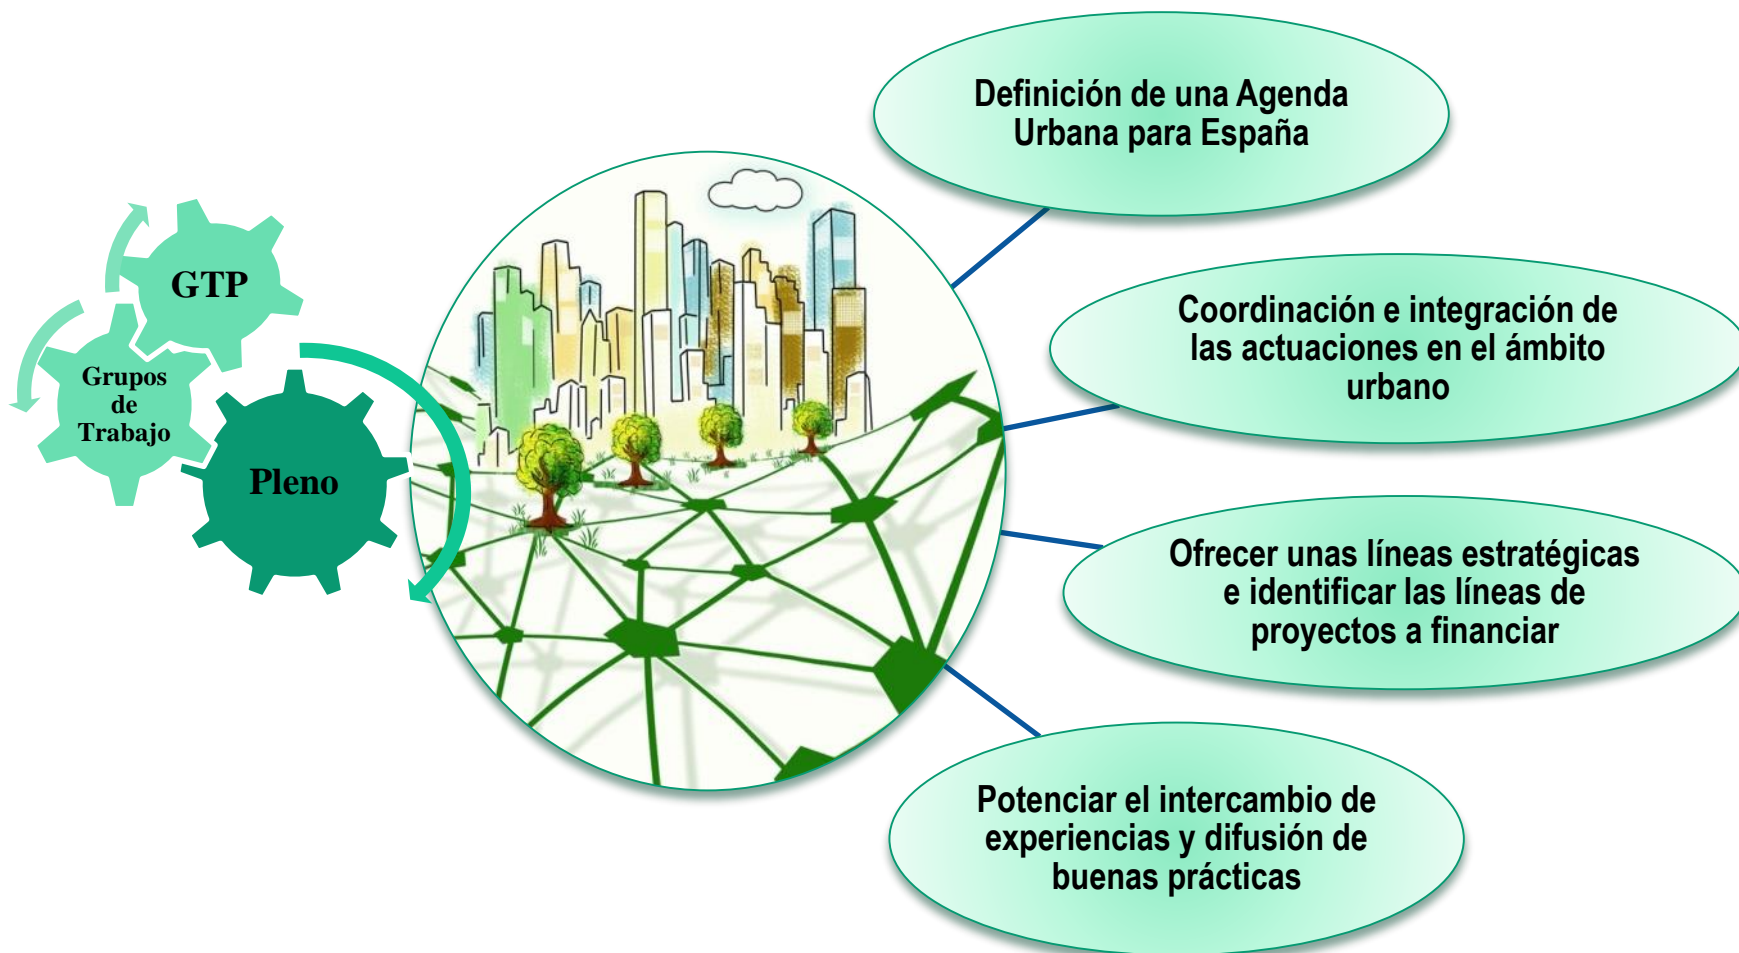 GTP
Grupos
de
Trabajo
Pleno
Definición de una Agenda
Urbana para España
Coordinación e integración de
las actuaciones en el ámbito
urbano
Ofrecer unas líneas estratégicas
e identificar las líneas de
proyectos a financiar
Potenciar el intercambio de
experiencias y difusión de
buenas prácticas